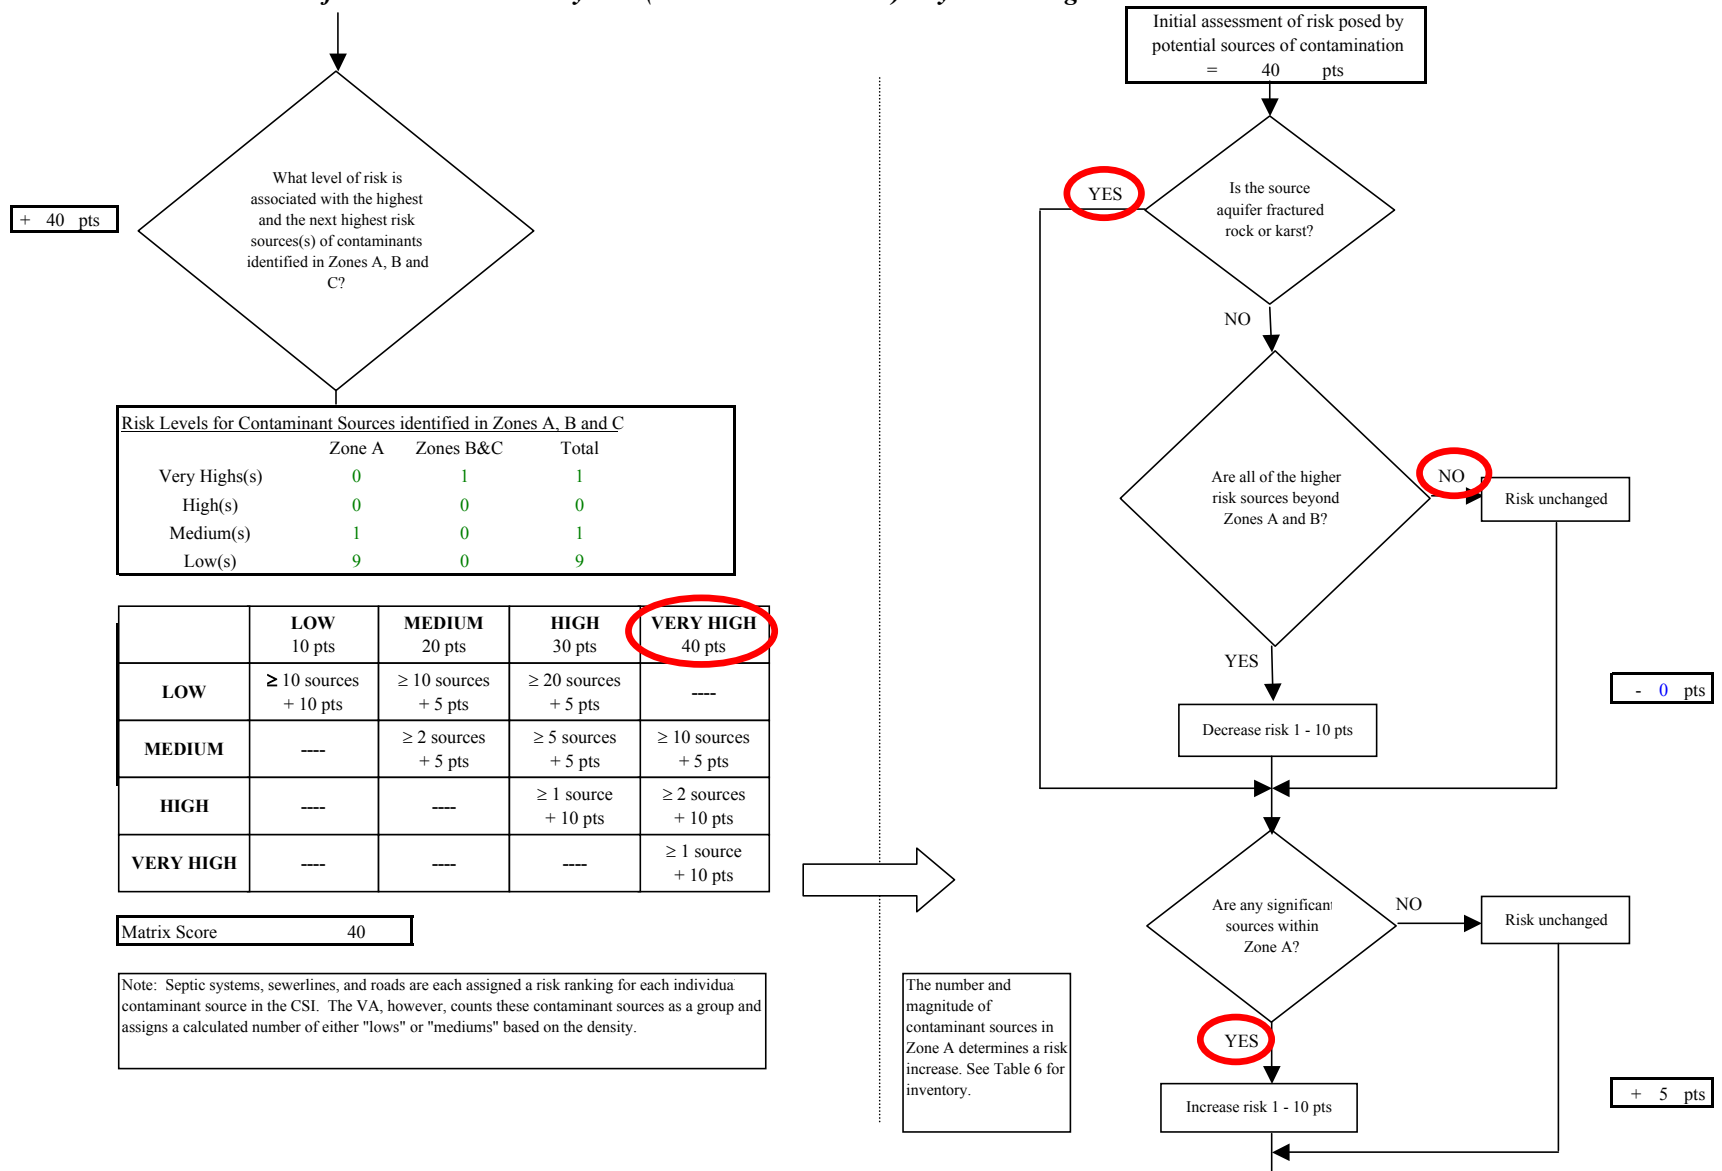 + 40 pts
What level of risk is
associated with the highest
and the next highest risk
sources(s) of contaminants
identified in Zones A, B and
C?
Risk Levels for Contaminant Sources identified in Zones A, B and C
Zone A Zones B&C Total
Very Highs(s) 0 1 1
High(s) 0 0 0
Medium(s) 1 0 1
Low(s) 9 0 9
LOW MEDIUM HIGH VERY HIGH
10 pts 20 pts 30 pts 40 pts
LOW ≥ 10 sources + 10 pts ≥ 10 sources + 5 pts ≥ 20 sources + 5 pts ----
MEDIUM ---- ≥ 2 sources + 5 pts ≥ 5 sources + 5 pts ≥ 10 sources + 5 pts
HIGH ---- ---- ≥ 1 source + 10 pts ≥ 2 sources + 10 pts
VERY HIGH ---- ---- ---- ≥ 1 source + 10 pts
Matrix Score 40
Note: Septic systems, sewerlines, and roads are each assigned a risk ranking for each individua
contaminant source in the CSI. The VA, however, counts these contaminant sources as a group and
assigns a calculated number of either "lows" or "mediums" based on the density.
Initial assessment of risk posed by
potential sources of contamination
= 40 pts
YES
Is the source
aquifer fractured
rock or karst?
NO
Are all of the higher
risk sources beyond
Zones A and B?
NO
Risk unchanged
YES
- 0 pts
Decrease risk 1 - 10 pts
Are any significant
sources within
Zone A?
NO
Risk unchanged
The number and
magnitude of
contaminant sources in
Zone A determines a risk
increase. See Table 6 for
inventory.
YES
Increase risk 1 - 10 pts
+ 5 pts